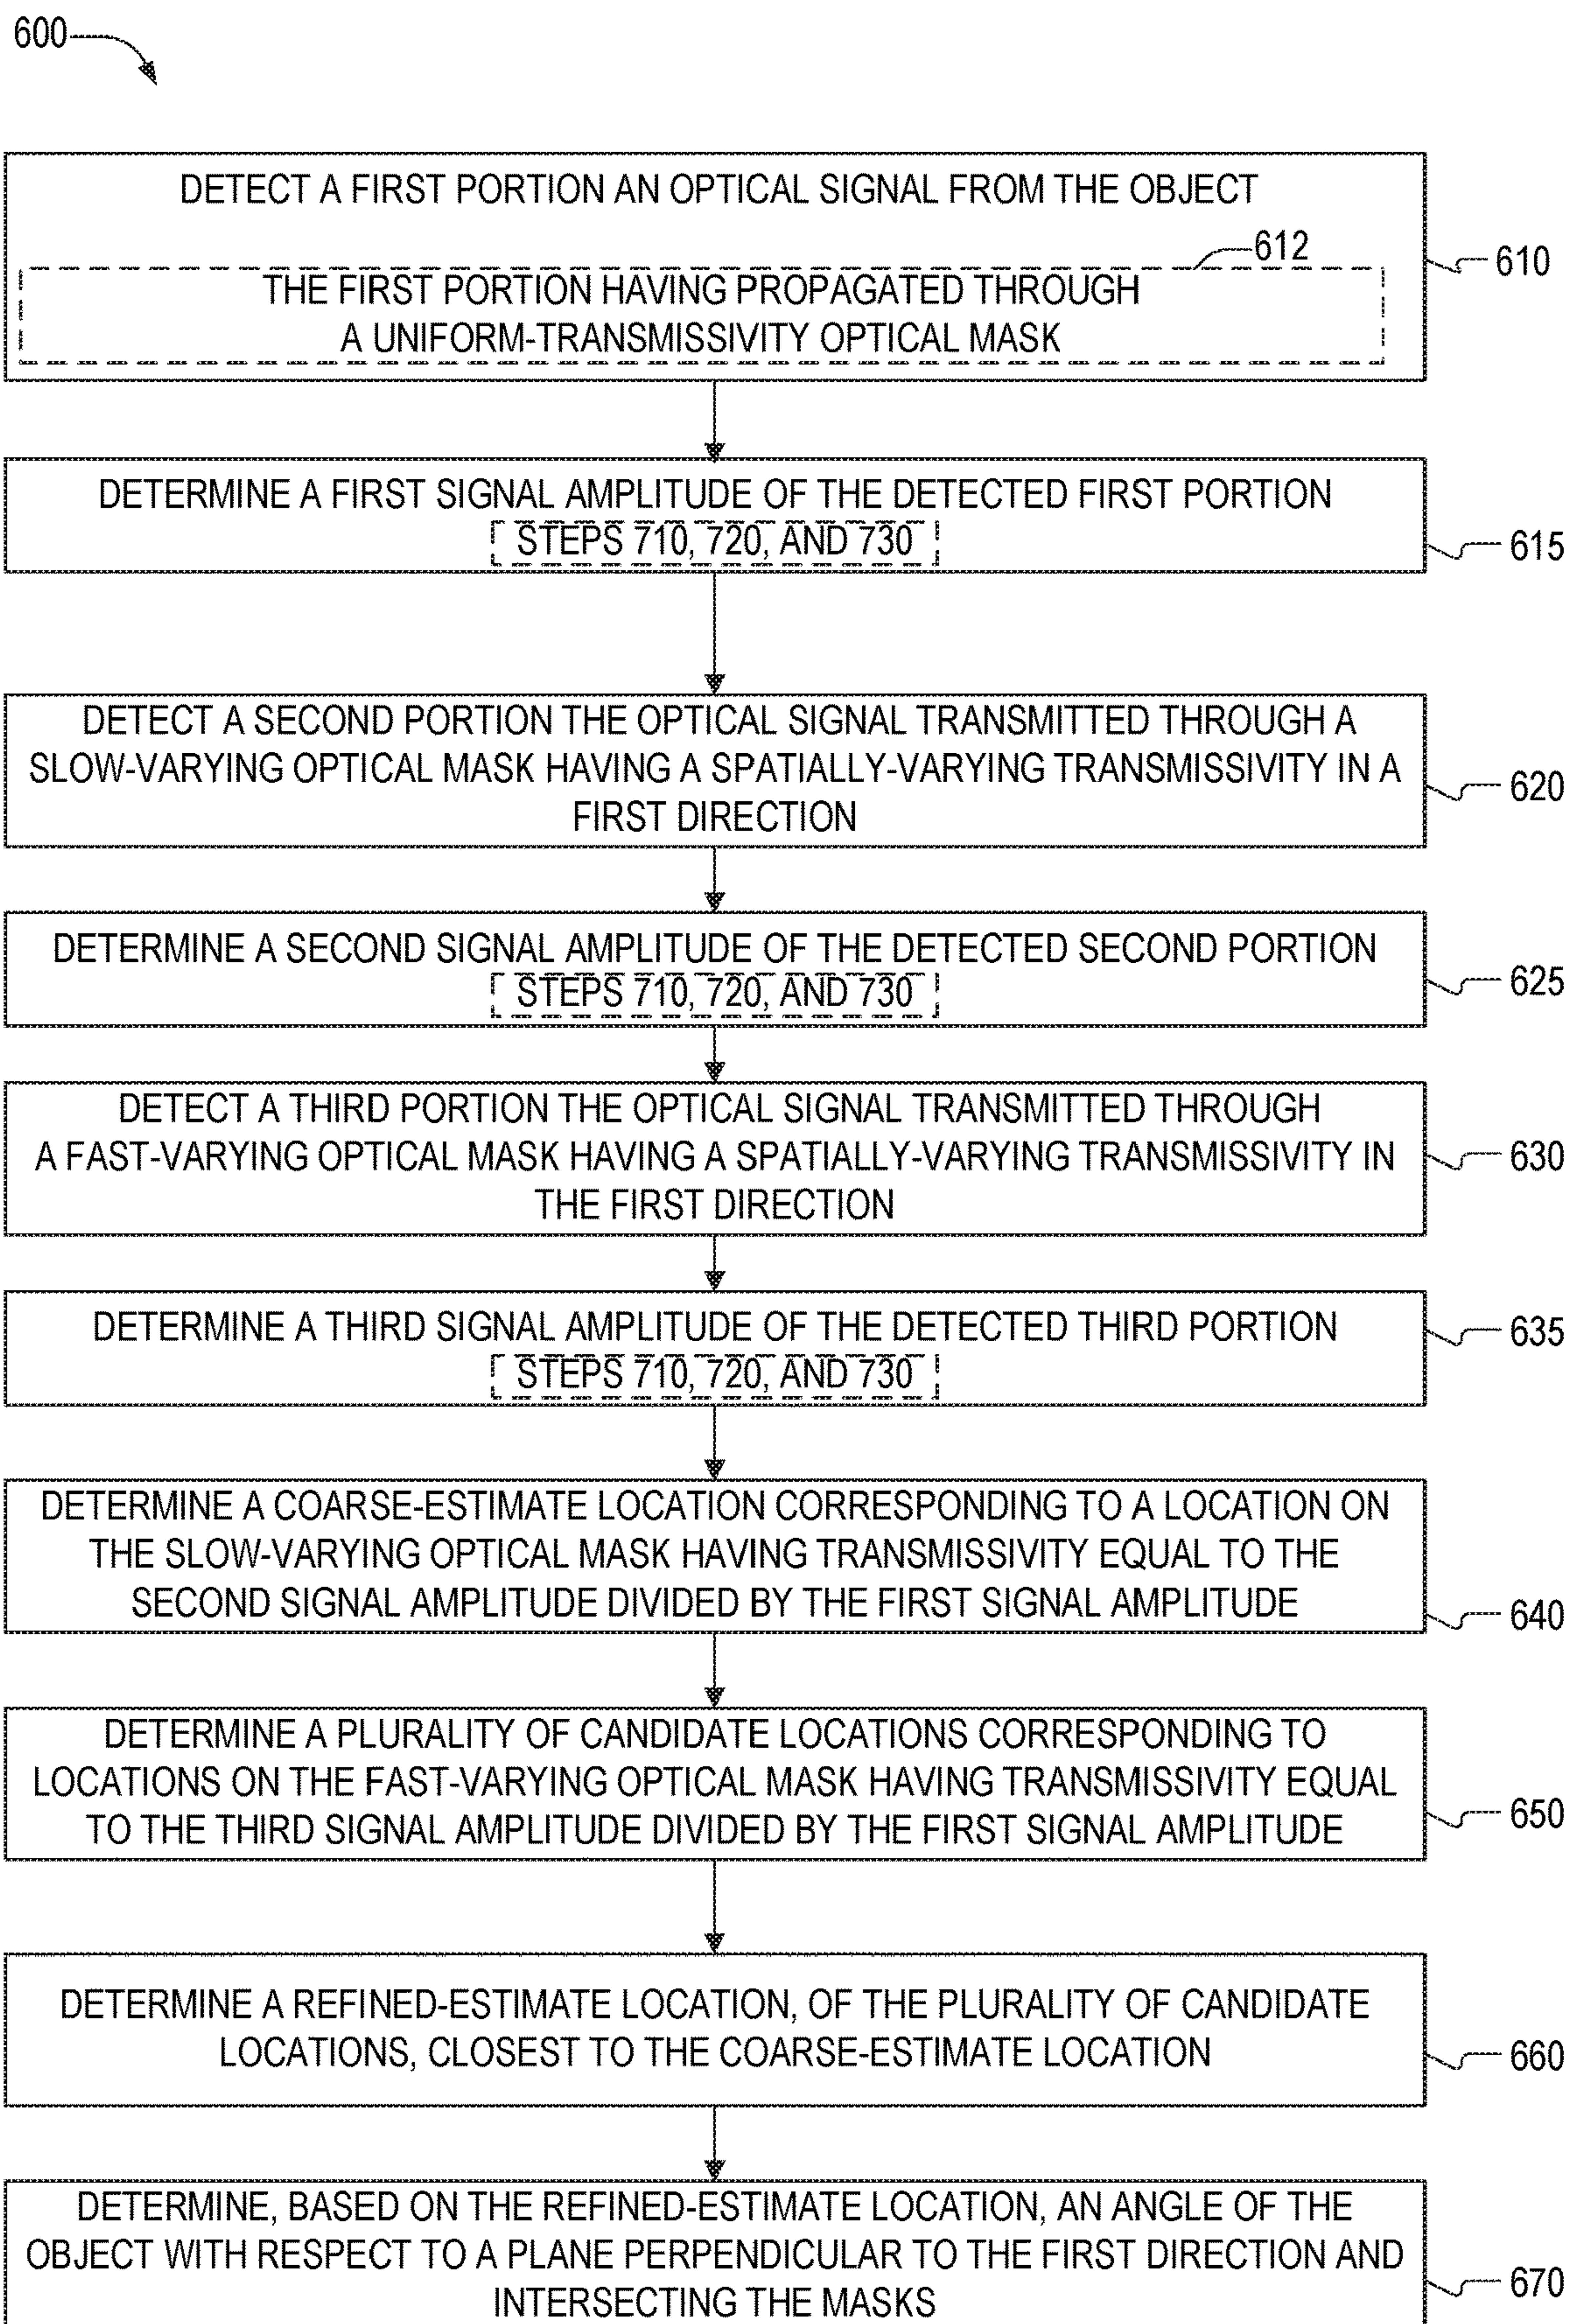 600
DETECT A FIRST PORTION AN OPTICAL SIGNAL FROM THE OBJECT
612
THE FIRST PORTION HAVING PROPAGATED THROUGH
A UNIFORM-TRANSMISSIVITY OPTICAL MASK
610
DETERMINE A FIRST SIGNAL AMPLITUDE OF THE DETECTED FIRST PORTION
STEPS 710, 720, AND 730
615
DETECT A SECOND PORTION THE OPTICAL SIGNAL TRANSMITTED THROUGH A
SLOW-VARYING OPTICAL MASK HAVING A SPATIALLY-VARYING TRANSMISSIVITY IN A
FIRST DIRECTION
620
DETERMINE A SECOND SIGNAL AMPLITUDE OF THE DETECTED SECOND PORTION
STEPS 710, 720, AND 730
625
DETECT A THIRD PORTION THE OPTICAL SIGNAL TRANSMITTED THROUGH
A FAST-VARYING OPTICAL MASK HAVING A SPATIALLY-VARYING TRANSMISSIVITY IN
THE FIRST DIRECTION
630
DETERMINE A THIRD SIGNAL AMPLITUDE OF THE DETECTED THIRD PORTION
STEPS 710, 720, AND 730
635
DETERMINE A COARSE-ESTIMATE LOCATION CORRESPONDING TO A LOCATION ON
THE SLOW-VARYING OPTICAL MASK HAVING TRANSMISSIVITY EQUAL TO THE
SECOND SIGNAL AMPLITUDE DIVIDED BY THE FIRST SIGNAL AMPLITUDE
640
DETERMINE A PLURALITY OF CANDIDATE LOCATIONS CORRESPONDING TO
LOCATIONS ON THE FAST-VARYING OPTICAL MASK HAVING TRANSMISSIVITY EQUAL
TO THE THIRD SIGNAL AMPLITUDE DIVIDED BY THE FIRST SIGNAL AMPLITUDE
650
DETERMINE A REFINED-ESTIMATE LOCATION, OF THE PLURALITY OF CANDIDATE
LOCATIONS, CLOSEST TO THE COARSE-ESTIMATE LOCATION
660
DETERMINE, BASED ON THE REFINED-ESTIMATE LOCATION, AN ANGLE OF THE
OBJECT WITH RESPECT TO A PLANE PERPENDICULAR TO THE FIRST DIRECTION AND
INTERSECTING THE MASKS
670